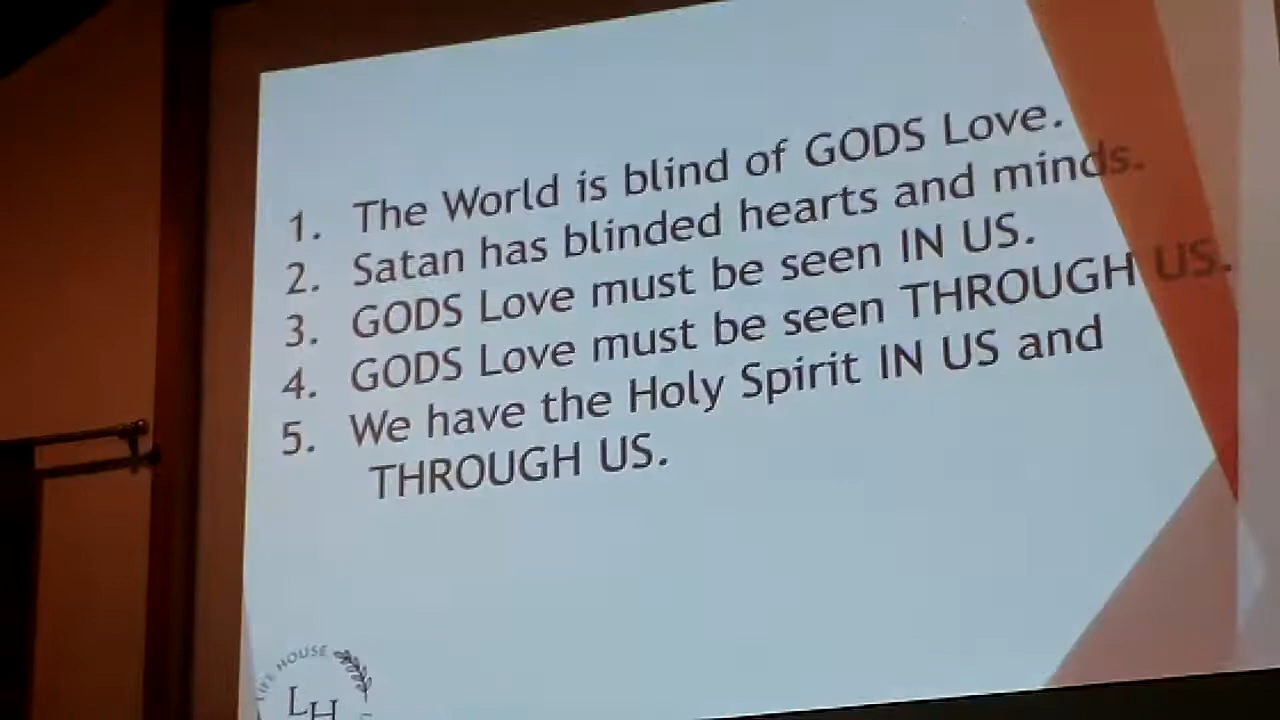 1. The World is blind of GODS Love.
2. Satan has blinded hearts and minds.
3. GODS Love must be seen IN US.
4. GODS Love must be seen THROUGH US.
5. We have the Holy Spirit IN US and
THROUGH US.
LIFE HOUSE
LH